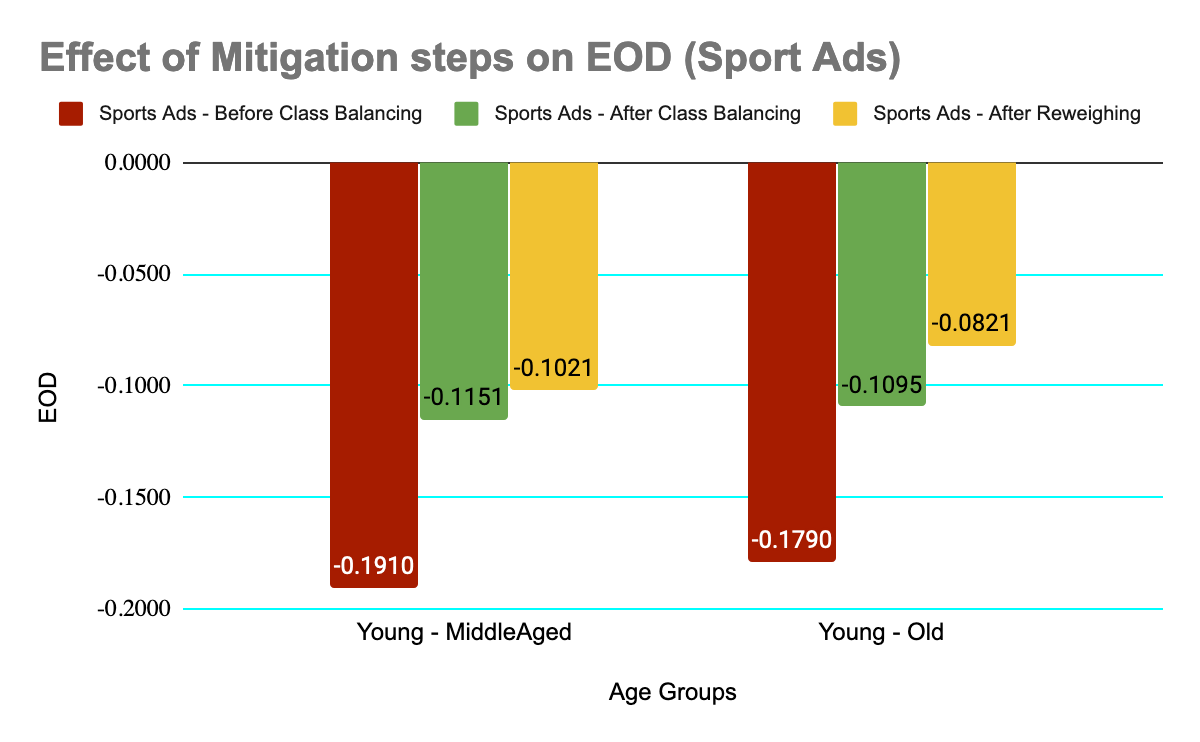 Effect of Mitigation steps on EOD (Sport Ads)
Sports Ads - Before Class Balancing Sports Ads - After Class Balancing Sports Ads - After Reweighing
0.0000
-0.0500
-0.1000
-0.1500
-0.2000
EOD
-0.1910
-0.1151
-0.1021
-0.1790
-0.1095
-0.0821
Young - MiddleAged Young - Old
Age Groups